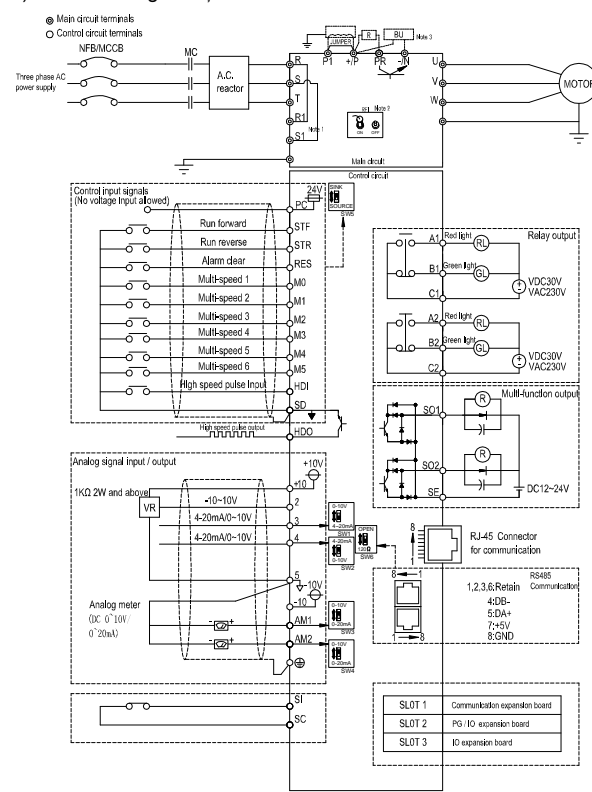 Main circuit terminals
Control circuit terminals
NFB/MCCB
MC
Three phase AC
power supply
A.C.
reactor
R
S
T
R1
S1
Note 1
JUMPER
R
BU
Note 3
P1
+/P
PR
-/N
RFI
Note 2
ON
OFF
U
V
W
MOTOR
Main circuit
Control circuit
Control input signals
(No voltage Input allowed)
24V
PC
SINK
SOURCE
SW5
Run forward
STF
Run reverse
STR
Alarm clear
RES
Multi-speed 1
M0
Multi-speed 2
M1
Multi-speed 3
M2
Multi-speed 4
M3
Multi-speed 5
M4
Multi-speed 6
M5
High speed pulse Input
HDI
SD
High speed pulse output
HDO
A1
Red light
RL
Relay output
B1
Green light
GL
C1
VDC30V
VAC230V
A2
Red light
RL
B2
Green light
GL
C2
VDC30V
VAC230V
Multi-function output
R
SO1
R
SO2
SE
DC12~24V
Analog signal input / output
+10V
+10
1KΩ 2W and above
VR
-10~10V
2
4-20mA/0~10V
3
4-20mA/0~10V
4
0-10V
4-20mA
SW1
4-20mA
0-10V
SW2
OPEN
120Ω
SW6
5
-10V
-10
Analog meter
(DC 0~10V/
0~20mA)
- +
AM1
- +
AM2
0-10V
0-20mA
SW3
0-10V
0-20mA
SW4
8
1
RJ-45 Connector
for communication
8
1
1
8
RS485
Communication
1,2,3,6:Retain
4:DB-
5:DA+
7:+5V
8:GND
SI
SC
SLOT 1 Communication expansion board
SLOT 2 PG / IO expansion board
SLOT 3 IO expansion board